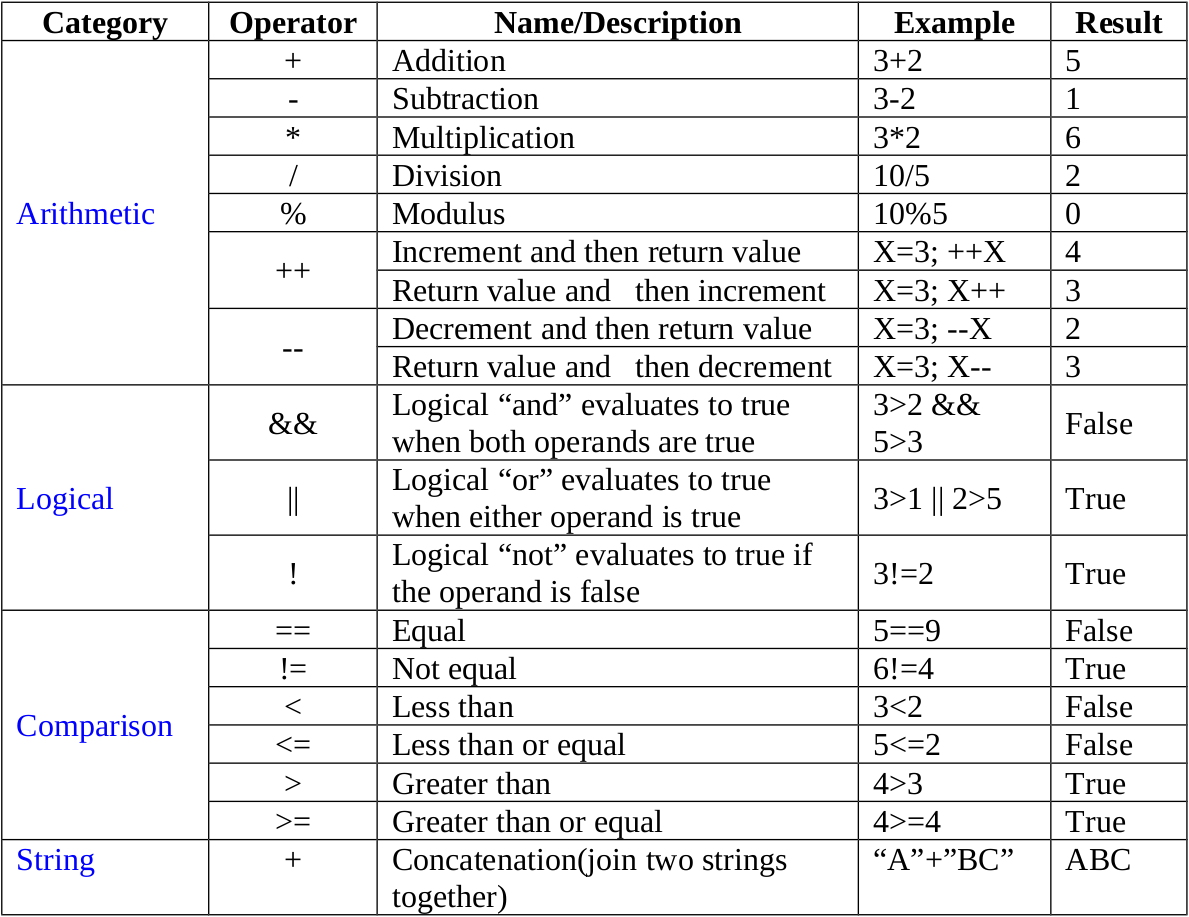 Category Operator Name/Description Example Result
Arithmetic + Addition 3+2 5
- Subtraction 3-2 1
* Multiplication 3*2 6
/ Division 10/5 2
% Modulus 10%5 0
++ Increment and then return value X=3; ++X 4
Return value and then increment X=3; X++ 3
-- Decrement and then return value X=3; --X 2
Return value and then decrement X=3; X-- 3
Logical && Logical “and” evaluates to true 3>2 && False
when both operands are true 5>3
|| Logical “or” evaluates to true 3>1 || 2>5 True
when either operand is true
! Logical “not” evaluates to true if 3!=2 True
the operand is false
Comparison == Equal 5==9 False
!= Not equal 6!=4 True
< Less than 3<2 False
<= Less than or equal 5<=2 False
> Greater than 4>3 True
>= Greater than or equal 4>=4 True
String + Concatenation(join two strings “A”+”BC” ABC
together)